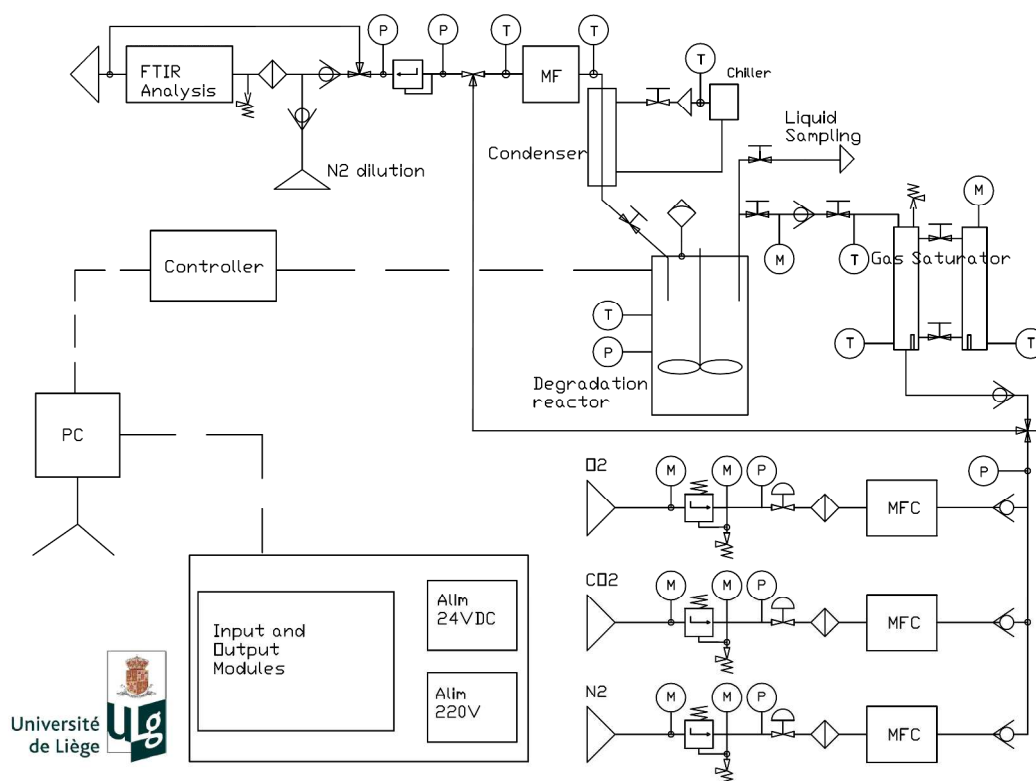 P
P
T
T
T
Chiller
FTIR
Analysis
MF
Liquid
Sampling
Condenser
N2 dilution
M
M
T
Gas Saturator
Controller
T
P
T
T
Degradation
reactor
PC
O2
M
M
P
P
MFC
CO2
M
M
P
MFC
N2
M
M
P
MFC
Input and
Output
Modules
Alim
24VDC
Alim
220V
ULg
Université
de Liège